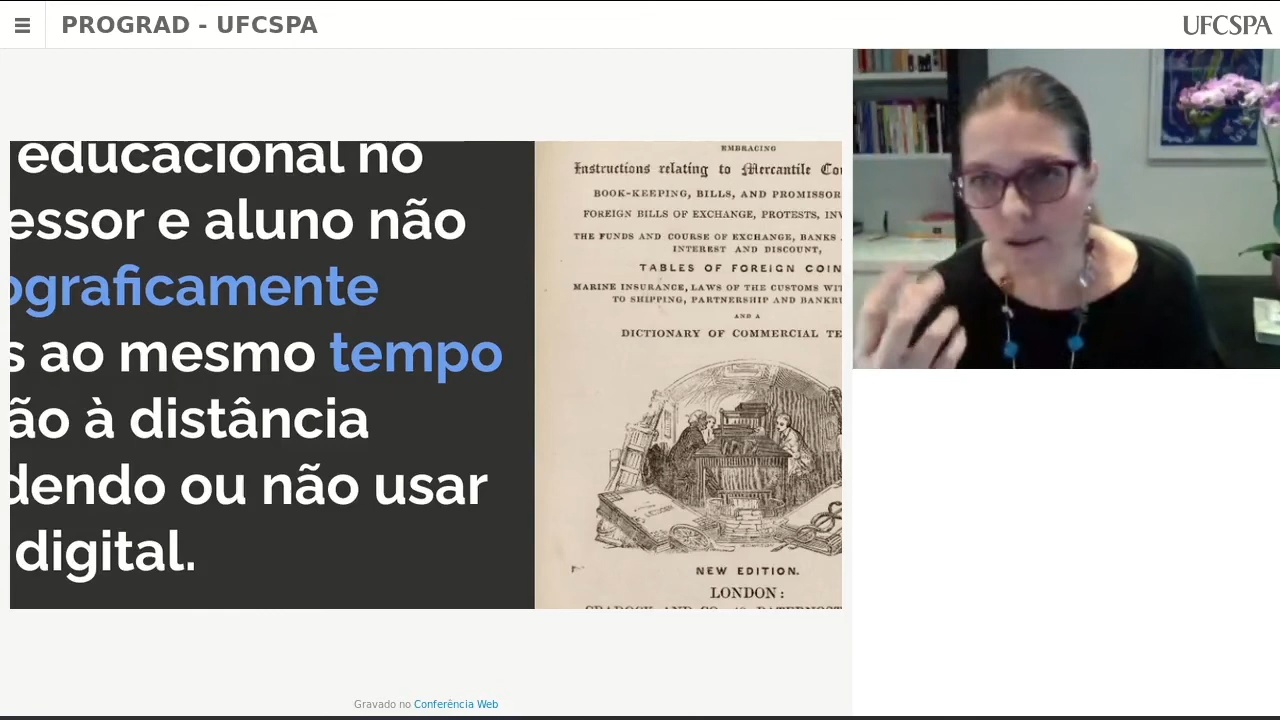 PROGRAD - UFCSPA
UFCSPA
educacional no
essor e aluno não
ograficamente
s ao mesmo tempo
ão à distância
dendo ou não usar
digital.
EMBRACING
Instructions relating to Mercantile Co
BOOK-KEEPING, BILLS, AND PROMISSOR
FOREIGN BILLS OF EXCHANGE, PROTESTS, INV
THE FUNDS AND COURSE OF EXCHANGE, BANKS
INTEREST AND DISCOUNT,
TABLES OF FOREIGN COIN
MARINE INSURANCE, LAWS OF THE CUSTOMS WIT
TO SHIPPING, PARTNERSHIP AND BANKRU
AND A
DICTIONARY OF COMMERCIAL TE
NEW EDITION.
LONDON:
Gravado no Conferência Web